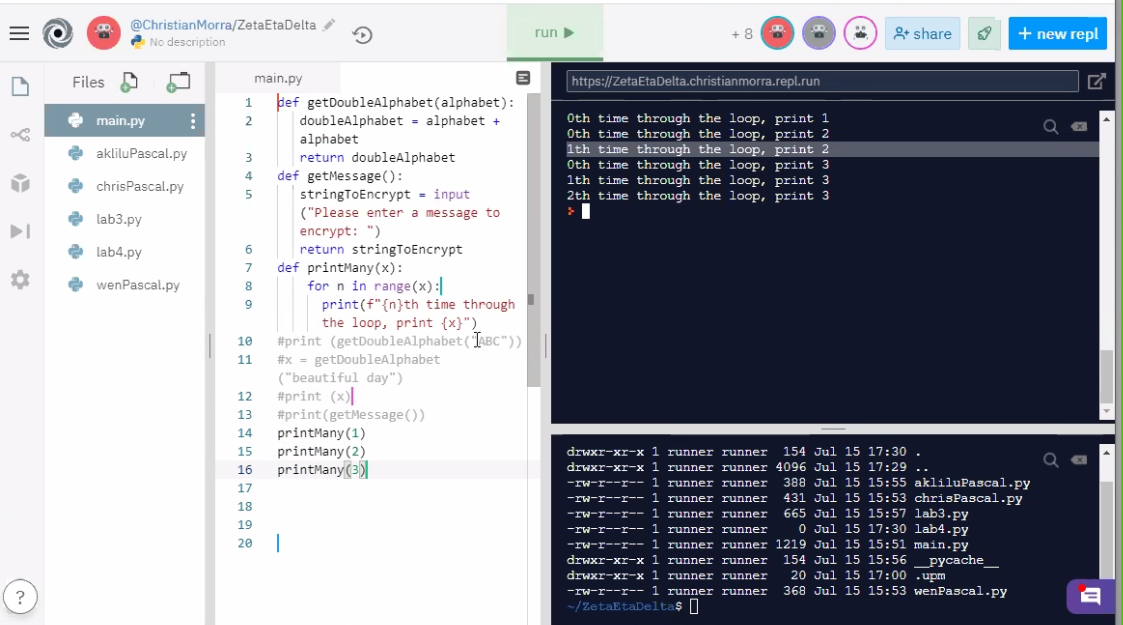 @ChristianMorra/ZetaEtaDelta
No description
run
+ 8
share
+ new repl
Files
main.py
akliluPascal.py
chrisPascal.py
lab3.py
lab4.py
wenPascal.py
?
main.py
1 def getDoubleAlphabet(alphabet):
2 doubleAlphabet = alphabet +
alphabet
3 return doubleAlphabet
4 def getMessage():
5 stringToEncrypt = input
("Please enter a message to
encrypt: ")
6 return stringToEncrypt
7 def printMany(x):
8 for n in range(x):
9 print(f"{n}th time through
the loop, print {x}")
10 #print (getDoubleAlphabet("ABC"))
11 #x = getDoubleAlphabet
("beautiful day")
12 #print (x)
13 #print(getMessage())
14 printMany(1)
15 printMany(2)
16 printMany(3)
17
18
19
20
https://ZetaEtaDelta.christianmorra.repl.run
0th time through the loop, print 1
0th time through the loop, print 2
1th time through the loop, print 2
0th time through the loop, print 3
1th time through the loop, print 3
2th time through the loop, print 3
>
drwxr-xr-x 1 runner runner 154 Jul 15 17:30 .
drwxr-xr-x 1 runner runner 4096 Jul 15 17:29 ..
-rw-r--r-- 1 runner runner 388 Jul 15 15:55 akliluPascal.py
-rw-r--r-- 1 runner runner 431 Jul 15 15:53 chrisPascal.py
-rw-r--r-- 1 runner runner 665 Jul 15 15:57 lab3.py
-rw-r--r-- 1 runner runner 0 Jul 15 17:30 lab4.py
-rw-r--r-- 1 runner runner 1219 Jul 15 15:51 main.py
drwxr-xr-x 1 runner runner 154 Jul 15 15:56 __pycache__
drwxr-xr-x 1 runner runner 20 Jul 15 17:00 .upm
-rw-r--r-- 1 runner runner 368 Jul 15 15:53 wenPascal.py
~/ZetaEtaDelta$